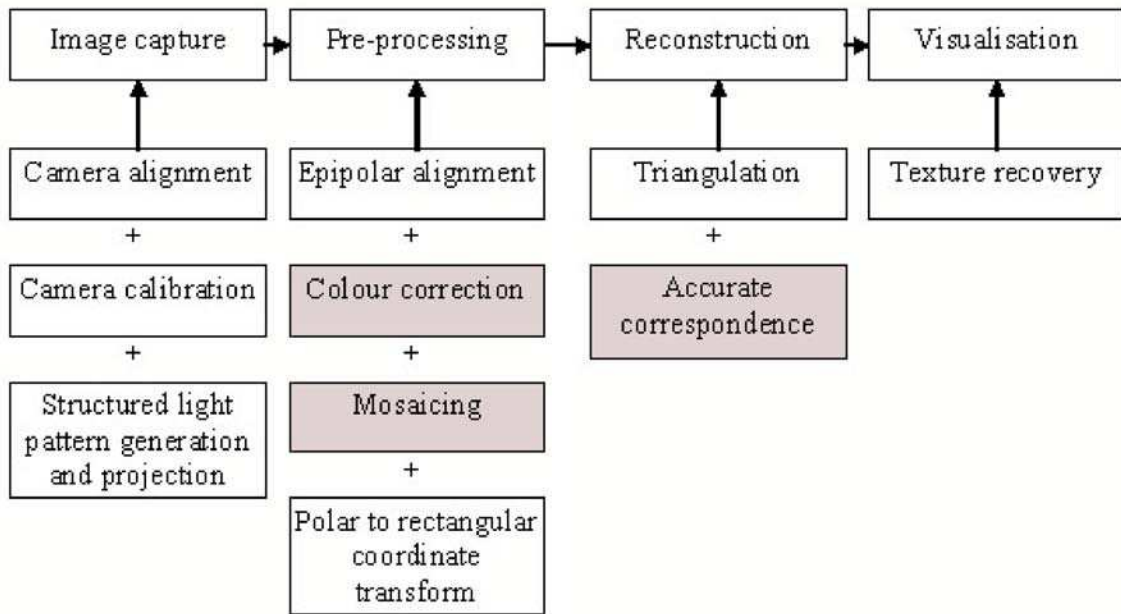 Image capture
Pre-processing
Reconstruction
Visualisation
Camera alignment
Epipolar alignment
Triangulation
Texture recovery
+
+
+
Camera calibration
Colour correction
Accurate
correspondence
+
+
Structured light
pattern generation
and projection
Mosaicing
+
Polar to rectangular
coordinate
transform